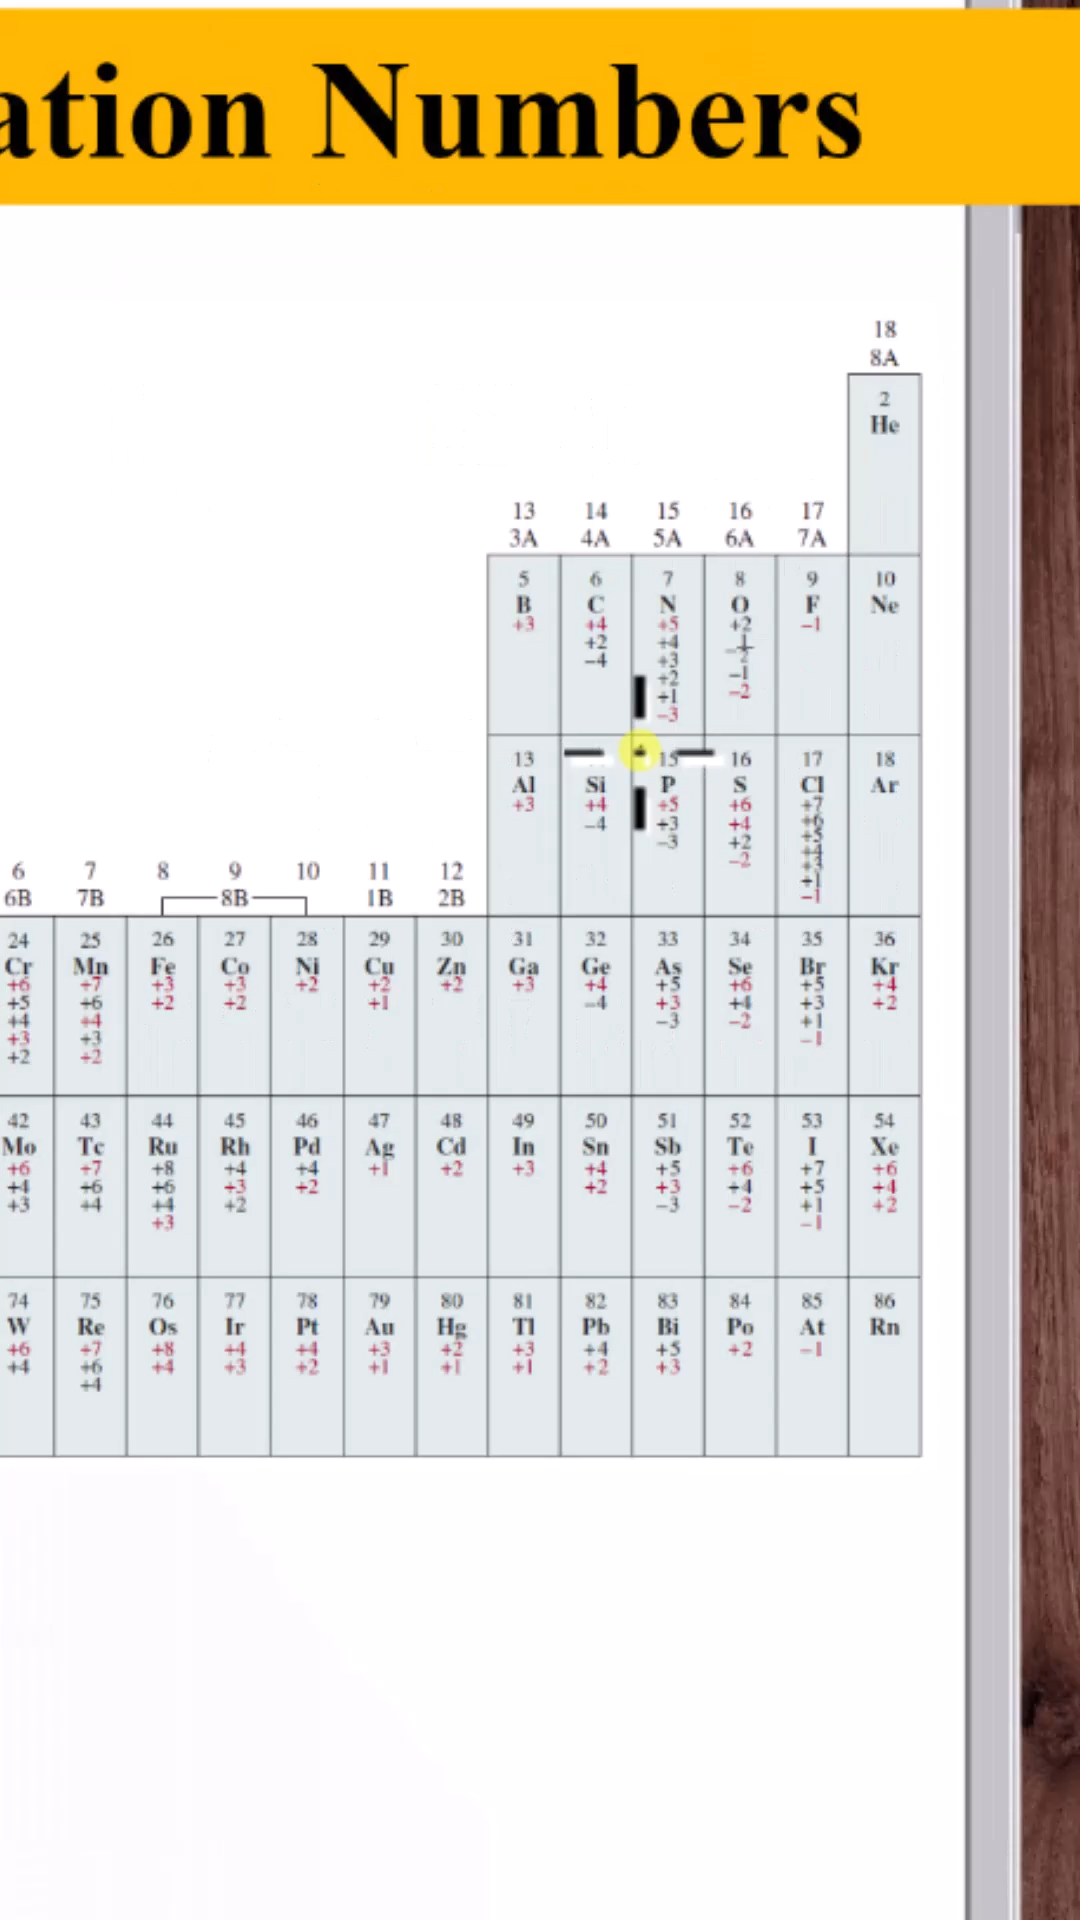 ation Numbers
18
8A
2
He
13 14 15 16 17
3A 4A 5A 6A 7A
5 6 7 8 9 10
B C N O F Ne
+3 +4 +5 +2 –1
+2 +4
–4 +3
+2 –1
+1 –2
–3
13 15 16 17 18
Al Si P S Cl Ar
+3 +4 +5 +6 +7
–4 +3 +4 +6
–3 +2 +5
–2 +4
+3
+1
–1
6 7 8 9 10 11 12
6B 7B 8B 1B 2B
24 25 26 27 28 29 30 31 32 33 34 35 36
Cr Mn Fe Co Ni Cu Zn Ga Ge As Se Br Kr
+6 +7 +3 +3 +2 +2 +2 +3 +4 +5 +6 +5 +4
+5 +6 +2 +2 +1 –4 +3 +4 +3 +2
+4 +4 –3 –2 +1
+3 +3 –1
+2 +2
42 43 44 45 46 47 48 49 50 51 52 53 54
Mo Tc Ru Rh Pd Ag Cd In Sn Sb Te I Xe
+6 +7 +8 +4 +4 +1 +2 +3 +4 +5 +6 +7 +6
+4 +6 +6 +3 +2 +2 +3 +4 +5 +4
+3 +4 +4 +2 –3 –2 +1 +2
+3 –1
74 75 76 77 78 79 80 81 82 83 84 85 86
W Re Os Ir Pt Au Hg Tl Pb Bi Po At Rn
+6 +7 +8 +4 +4 +3 +2 +3 +4 +5 +2 –1
+4 +6 +4 +3 +2 +1 +1 +1 +2 +3
+4